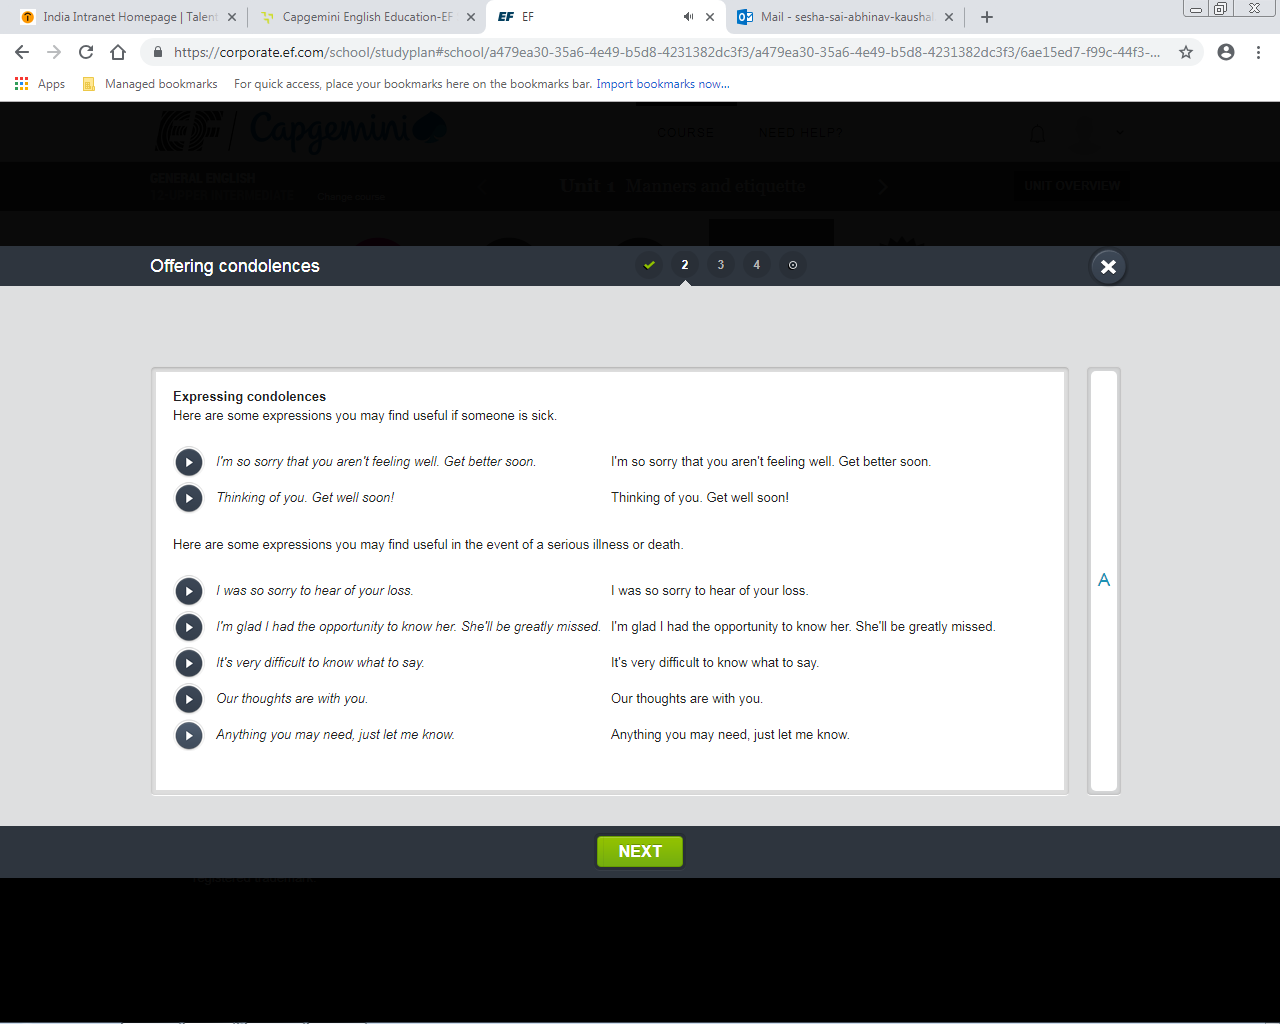 India Intranet Homepage | Talent
Capgemini English Education-EF
EF EF
Mail - sesha-sai-abhinav-kaushal
https://corporate.ef.com/school/studyplan#school/a479ea30-35a6-4e49-b5d8-4231382dc3f3/a479ea30-35a6-4e49-b5d8-4231382dc3f3/6ae15ed7-f99c-44f3-...
Apps Managed bookmarks For quick access, place your bookmarks here on the bookmarks bar. Import bookmarks now...
EF Capgemini COURSE NEED HELP?
GENERAL ENGLISH
Unit 1 Manners and etiquette UNIT OVERVIEW
Change course
Offering condolences 2 3 4
Expressing condolences
Here are some expressions you may find useful if someone is sick.
I'm so sorry that you aren't feeling well. Get better soon. I'm so sorry that you aren't feeling well. Get better soon.
Thinking of you. Get well soon! Thinking of you. Get well soon!
Here are some expressions you may find useful in the event of a serious illness or death.
I was so sorry to hear of your loss. I was so sorry to hear of your loss.
I'm glad I had the opportunity to know her. She'll be greatly missed. I'm glad I had the opportunity to know her. She'll be greatly missed.
It's very difficult to know what to say. It's very difficult to know what to say.
Our thoughts are with you. Our thoughts are with you.
Anything you may need, just let me know. Anything you may need, just let me know.
A
NEXT